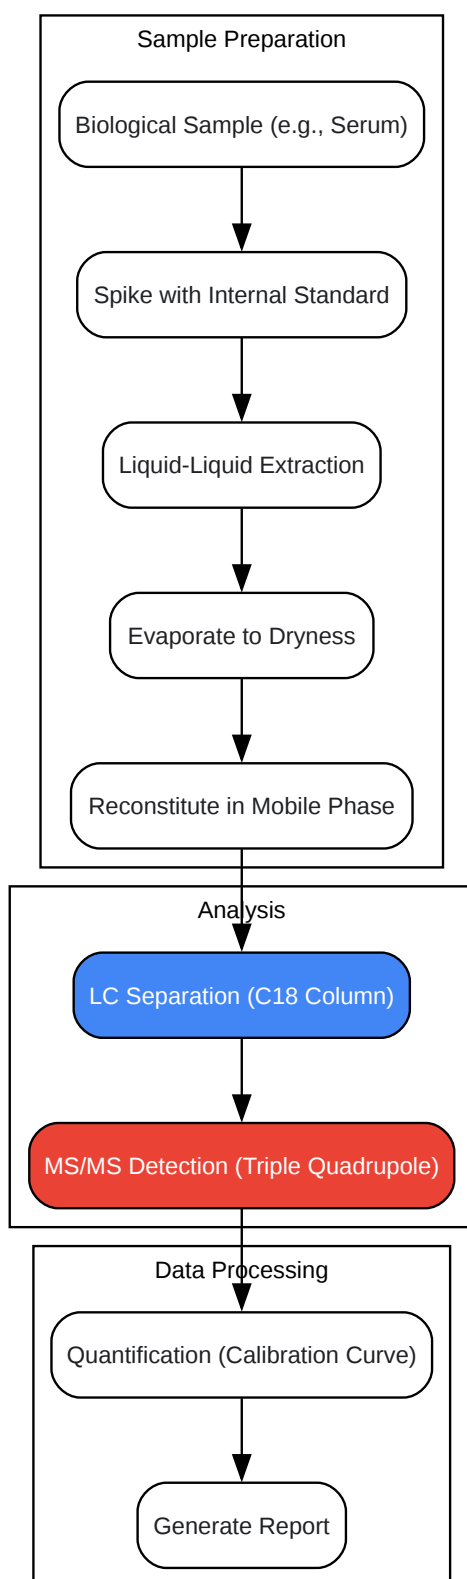 Sample Preparation
Biological Sample (e.g., Serum)
Spike with Internal Standard
Liquid-Liquid Extraction
Evaporate to Dryness
Reconstitute in Mobile Phase
Analysis
LC Separation (C18 Column)
MS/MS Detection (Triple Quadrupole)
Data Processing
Quantification (Calibration Curve)
Generate Report